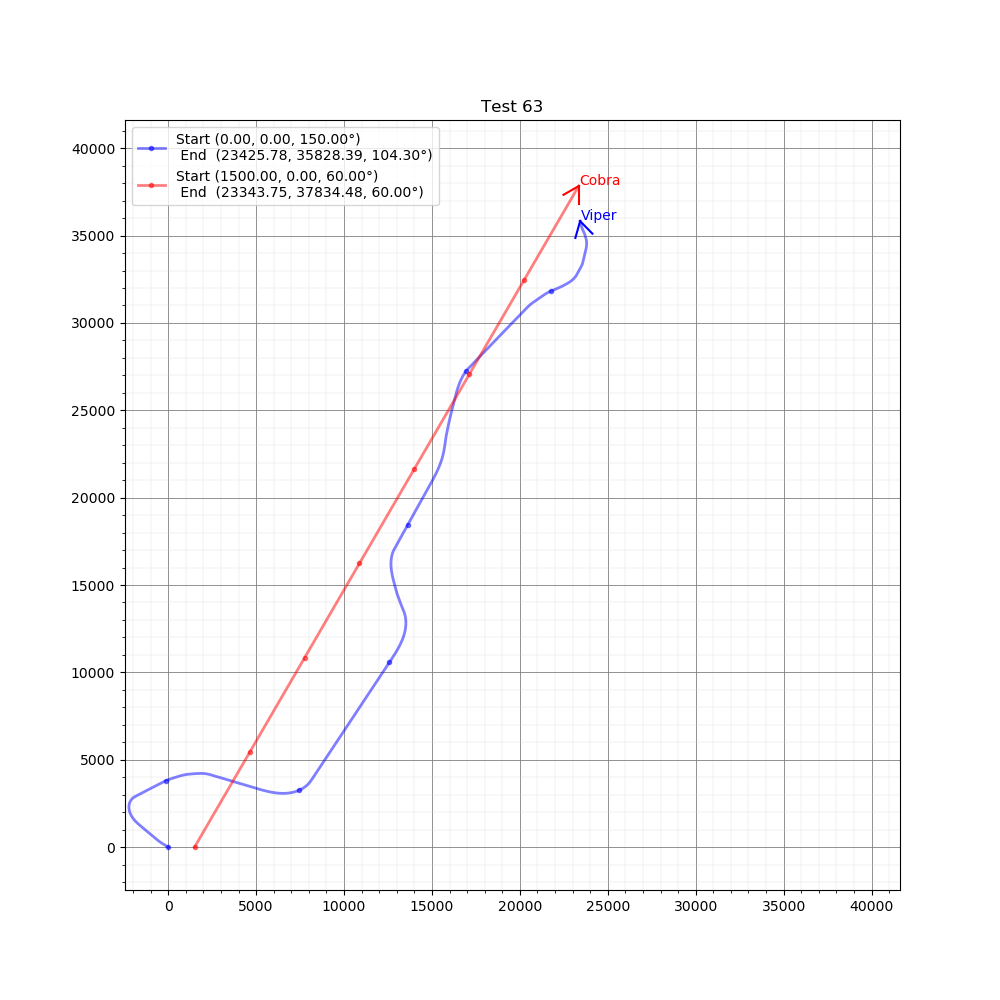 Test 63
Start (0.00, 0.00, 150.00°)
End (23425.78, 35828.39, 104.30°)
Start (1500.00, 0.00, 60.00°)
End (23343.75, 37834.48, 60.00°)
Cobra
Viper
40000
35000
30000
25000
20000
15000
10000
5000
0
0 5000 10000 15000 20000 25000 30000 35000 40000